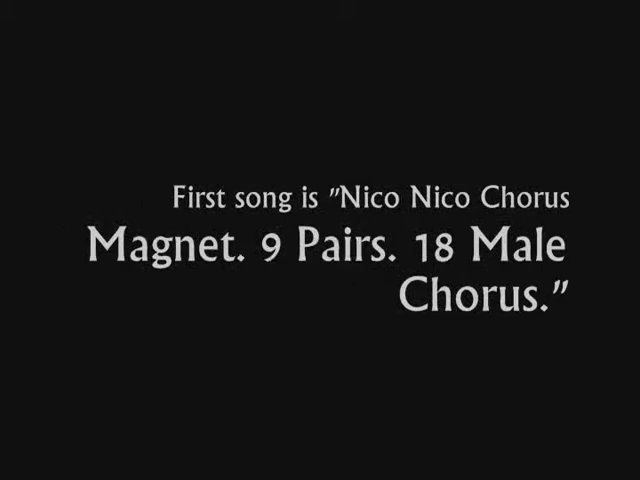 First song is "Nico Nico Chorus
Magnet. 9 Pairs. 18 Male
Chorus."